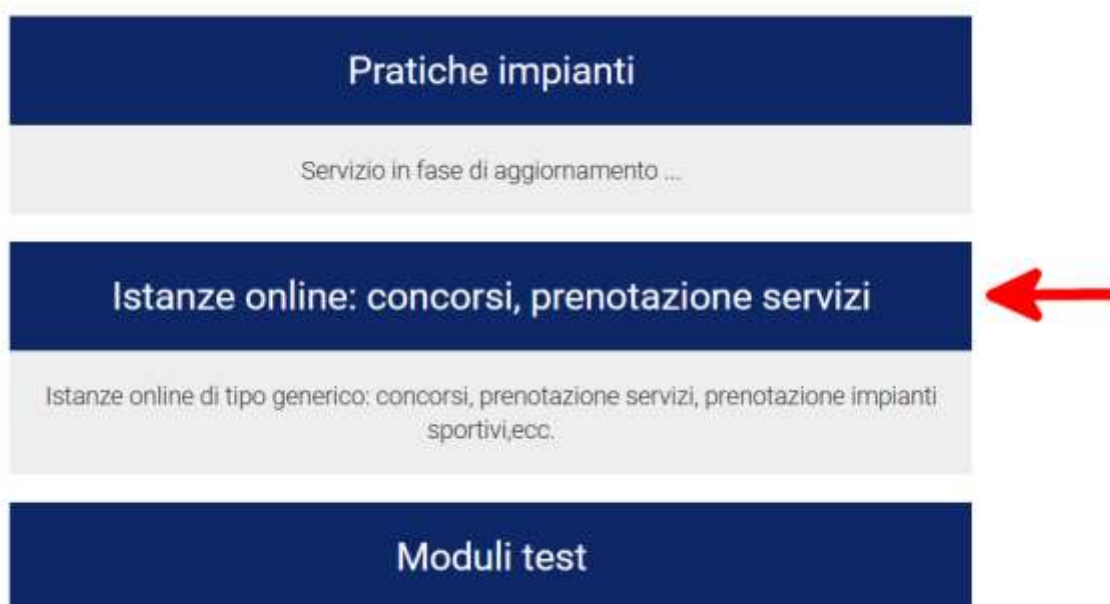 Pratiche impianti
Servizio in fase di aggiornamento ...
Istanze online: concorsi, prenotazione servizi
Istanze online di tipo generico: concorsi, prenotazione servizi, prenotazione impianti
sportivi,ecc.
Moduli test